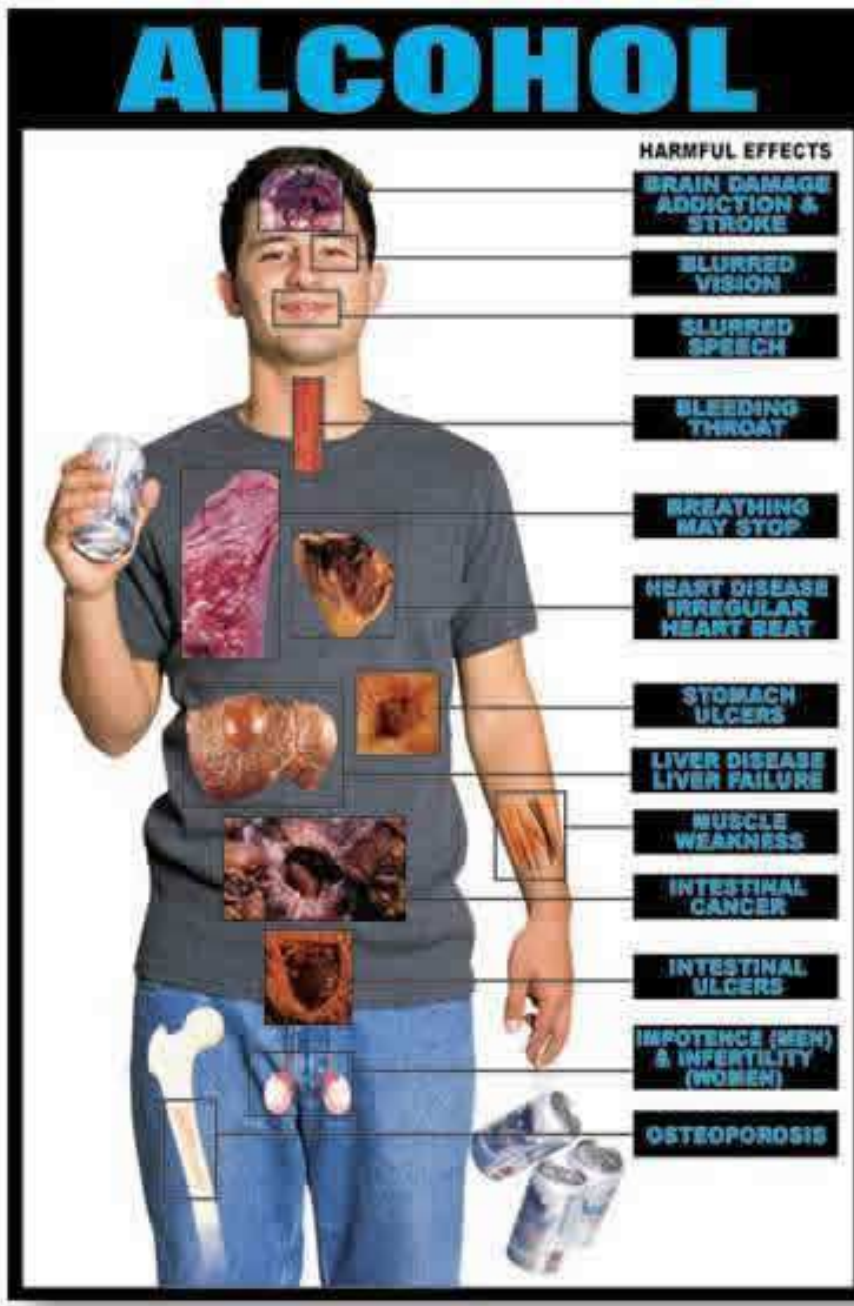 ALCOHOL
HARMFUL EFFECTS
BRAIN DAMAGE
ADDICTION &
STROKE
BLURRED
VISION
SLURRED
SPEECH
BLEEDING
THROAT
BREATHING
MAY STOP
HEART DISEASE
IRREGULAR
HEART BEAT
STOMACH
ULCERS
LIVER DISEASE
LIVER FAILURE
MUSCLE
WEAKNESS
INTESTINAL
CANCER
INTESTINAL
ULCERS
IMPOTENCE (MEN)
& INFERTILITY
(WOMEN)
OSTEOPOROSIS